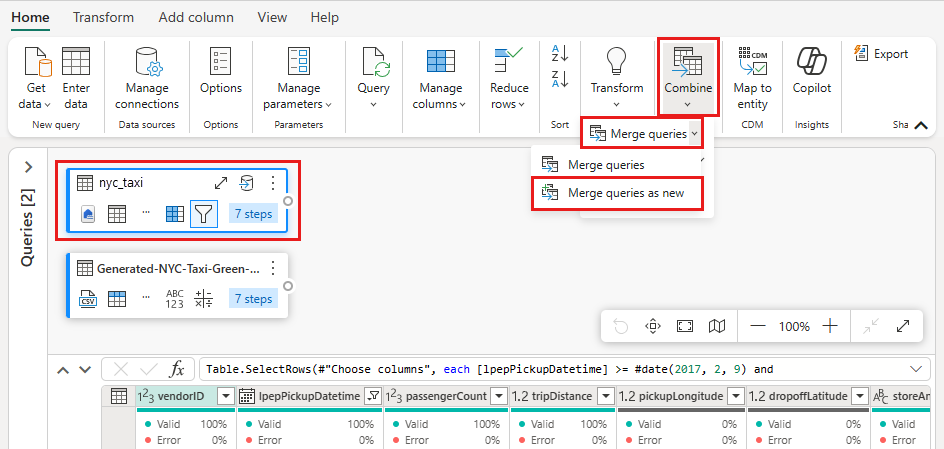 Home Transform Add column View Help
Get data
Enter data
Manage connections
Options
Manage parameters
Query
Manage columns
Reduce rows
Transform
Combine
Map to entity
Copilot
Export
New query
Data sources
Options
Parameters
Sort
CDM
CDM
Insights
Sha
Merge queries
Merge queries
Merge queries as new
Queries [2]
nyc_taxi
7 steps
Generated-NYC-Taxi-Green-...
CSV
ABC
123
7 steps
100%
fx Table.SelectRows(#"Choose columns", each [lpepPickupDatetime] >= #date(2017, 2, 9) and
123 vendorID lpepPickupDatetime 123 passengerCount 1.2 tripDistance 1.2 pickupLongitude 1.2 dropoffLatitude ABC storeAn
Valid 100% Valid 100% Valid 100% Valid 100% Valid 0% Valid 0% Valid
Error 0% Error 0% Error 0% Error 0% Error 0% Error 0% Error